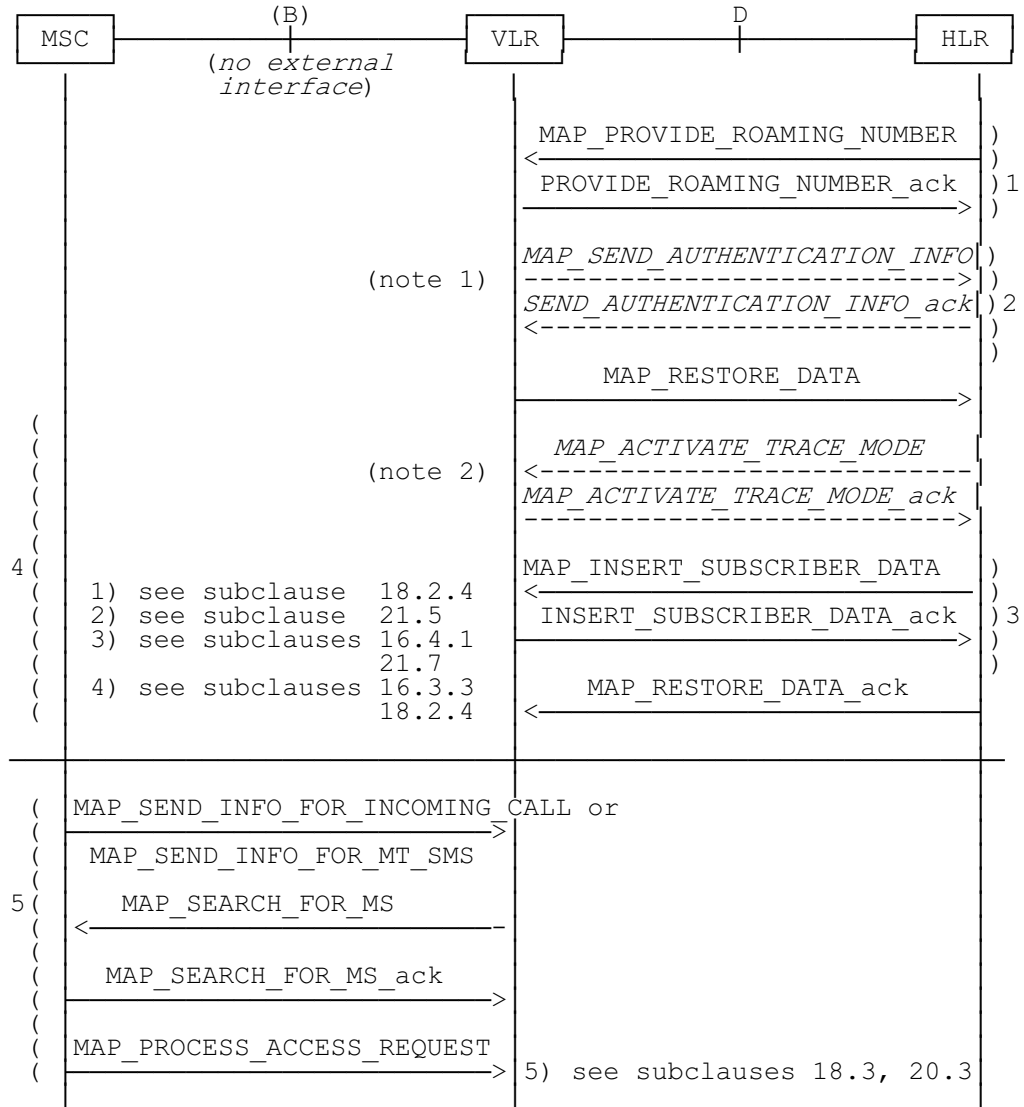 (B) D
MSC VLR HLR
(no external
interface)
MAP_PROVIDE_ROAMING_NUMBER )
)
PROVIDE_ROAMING_NUMBER_ack )1
)
MAP_SEND_AUTHENTICATION_INFO )
(note 1) )
SEND_AUTHENTICATION_INFO_ack )2
)
)
MAP_RESTORE_DATA
(
( MAP_ACTIVATE_TRACE_MODE
( (note 2)
( MAP_ACTIVATE_TRACE_MODE_ack
(
(
4( MAP_INSERT_SUBSCRIBER_DATA )
( 1) see subclause 18.2.4 )
( 2) see subclause 21.5 INSERT_SUBSCRIBER_DATA_ack )3
( 3) see subclauses 16.4.1 )
( 21.7 )
( 4) see subclauses 16.3.3 MAP_RESTORE_DATA_ack
( 18.2.4
( MAP_SEND_INFO_FOR_INCOMING_CALL or
(
( MAP_SEND_INFO_FOR_MT_SMS
(
5( MAP_SEARCH_FOR_MS
(
(
( MAP_SEARCH_FOR_MS_ack
(
(
( MAP_PROCESS_ACCESS_REQUEST
( 5) see subclauses 18.3, 20.3